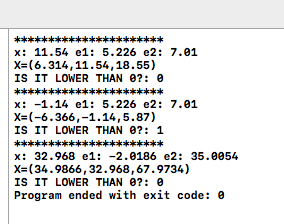 **********************
x: 11.54 e1: 5.226 e2: 7.01
X=(6.314,11.54,18.55)
IS IT LOWER THAN 0?: 0
**********************
x: -1.14 e1: 5.226 e2: 7.01
X=(-6.366,-1.14,5.87)
IS IT LOWER THAN 0?: 1
**********************
x: 32.968 e1: -2.0186 e2: 35.0054
X=(34.9866,32.968,67.9734)
IS IT LOWER THAN 0?: 0
Program ended with exit code: 0